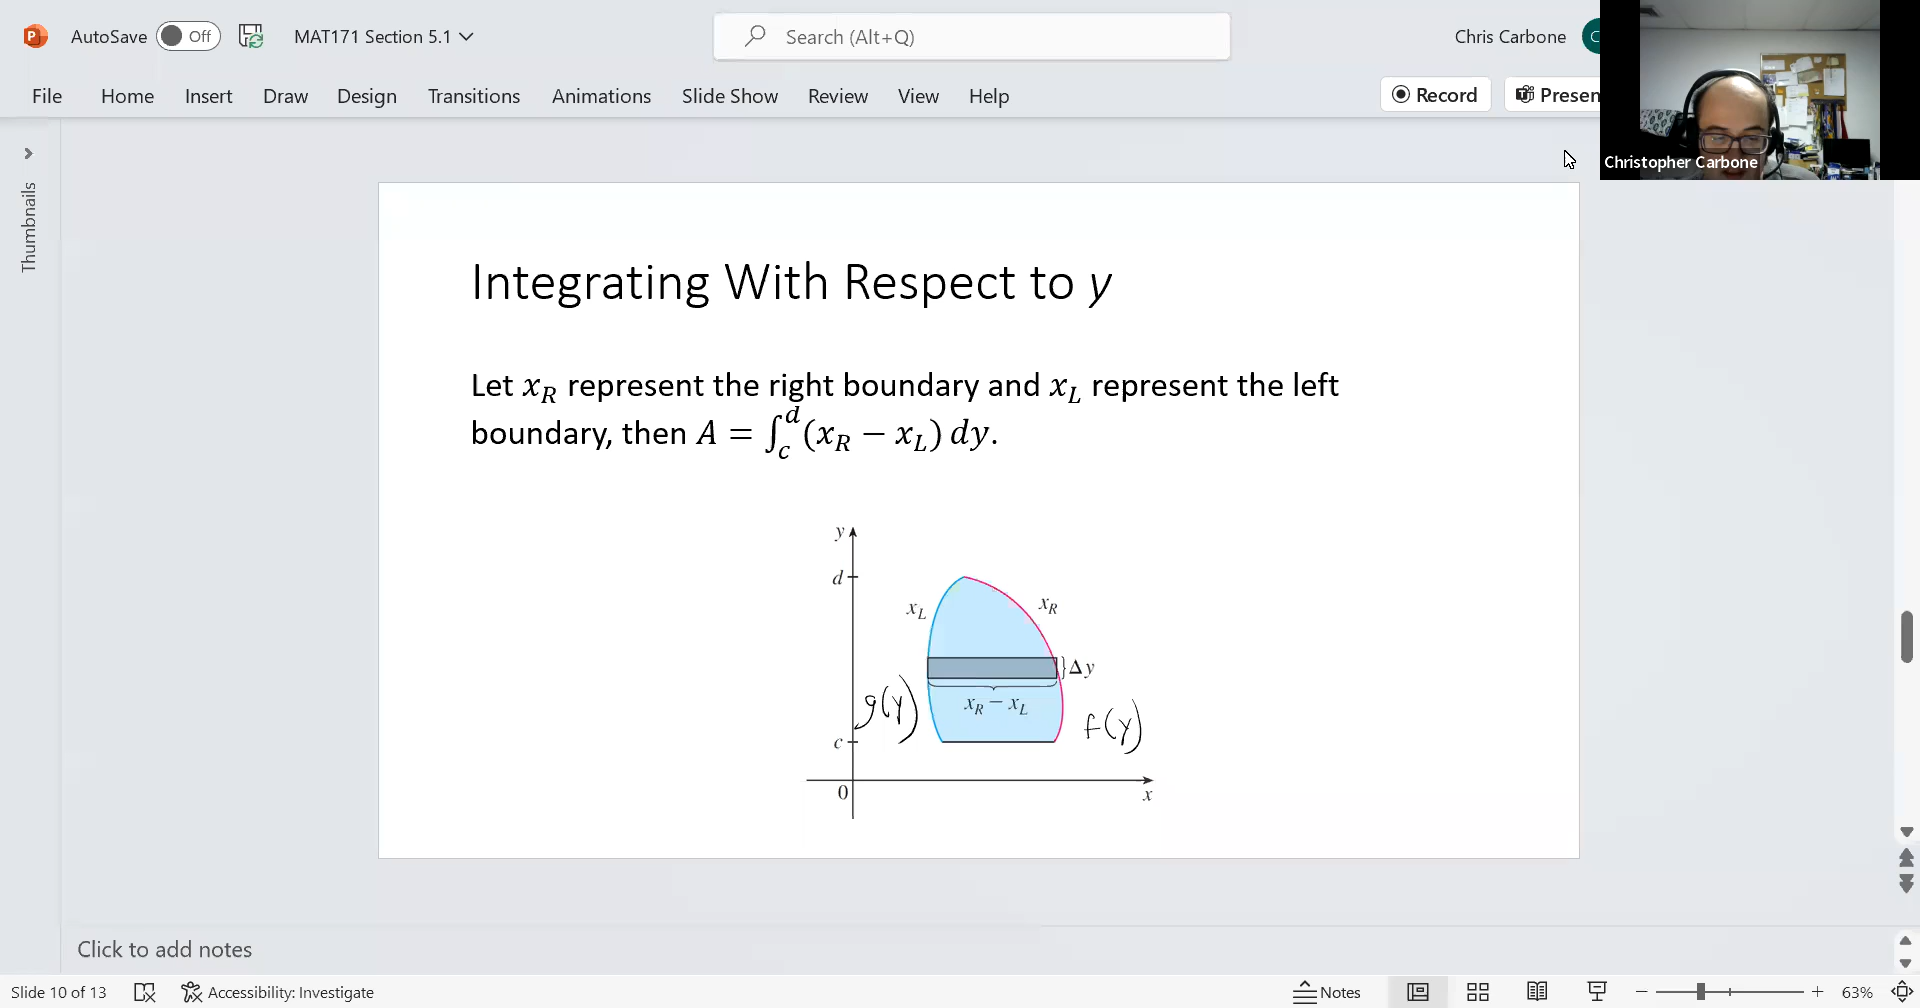 AutoSave Off MAT171 Section 5.1 Search (Alt+Q) Chris Carbone C
File Home Insert Draw Design Transitions Animations Slide Show Review View Help Record Presen
Christopher Carbone
Thumbnails
Integrating With Respect to y
Let x_R represent the right boundary and x_L represent the left
boundary, then A = ∫_c^d (x_R − x_L) dy.
y
d
x_L x_R
Δy
g(y) x_R − x_L f(y)
c
0 x
Click to add notes
Slide 10 of 13 Accessibility: Investigate Notes 63%